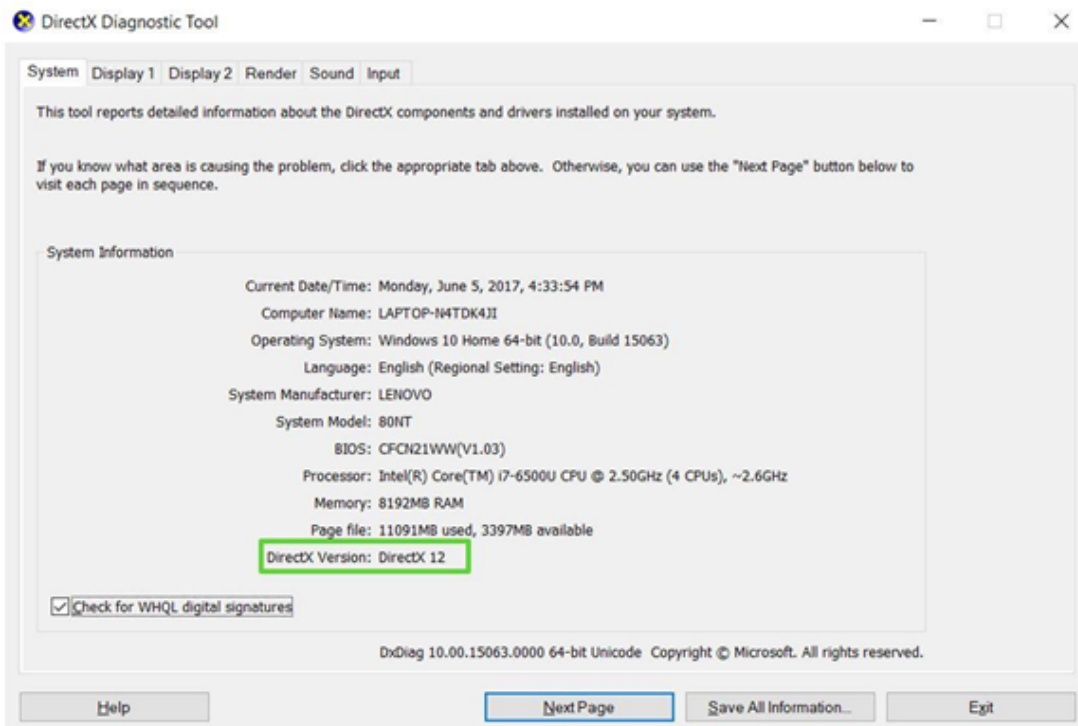 DirectX Diagnostic Tool
System Display 1 Display 2 Render Sound Input
This tool reports detailed information about the DirectX components and drivers installed on your system.
If you know what area is causing the problem, click the appropriate tab above. Otherwise, you can use the "Next Page" button below to
visit each page in sequence.
System Information
Current Date/Time: Monday, June 5, 2017, 4:33:54 PM
Computer Name: LAPTOP-N4TDK4JI
Operating System: Windows 10 Home 64-bit (10.0, Build 15063)
Language: English (Regional Setting: English)
System Manufacturer: LENOVO
System Model: 80NT
BIOS: CFCN21WW(V1.03)
Processor: Intel(R) Core(TM) i7-6500U CPU @ 2.50GHz (4 CPUs), ~2.6GHz
Memory: 8192MB RAM
Page file: 11091MB used, 3397MB available
DirectX Version: DirectX 12
Check for WHQL digital signatures
DxDiag 10.00.15063.0000 64-bit Unicode Copyright © Microsoft. All rights reserved.
Help Next Page Save All Information... Exit